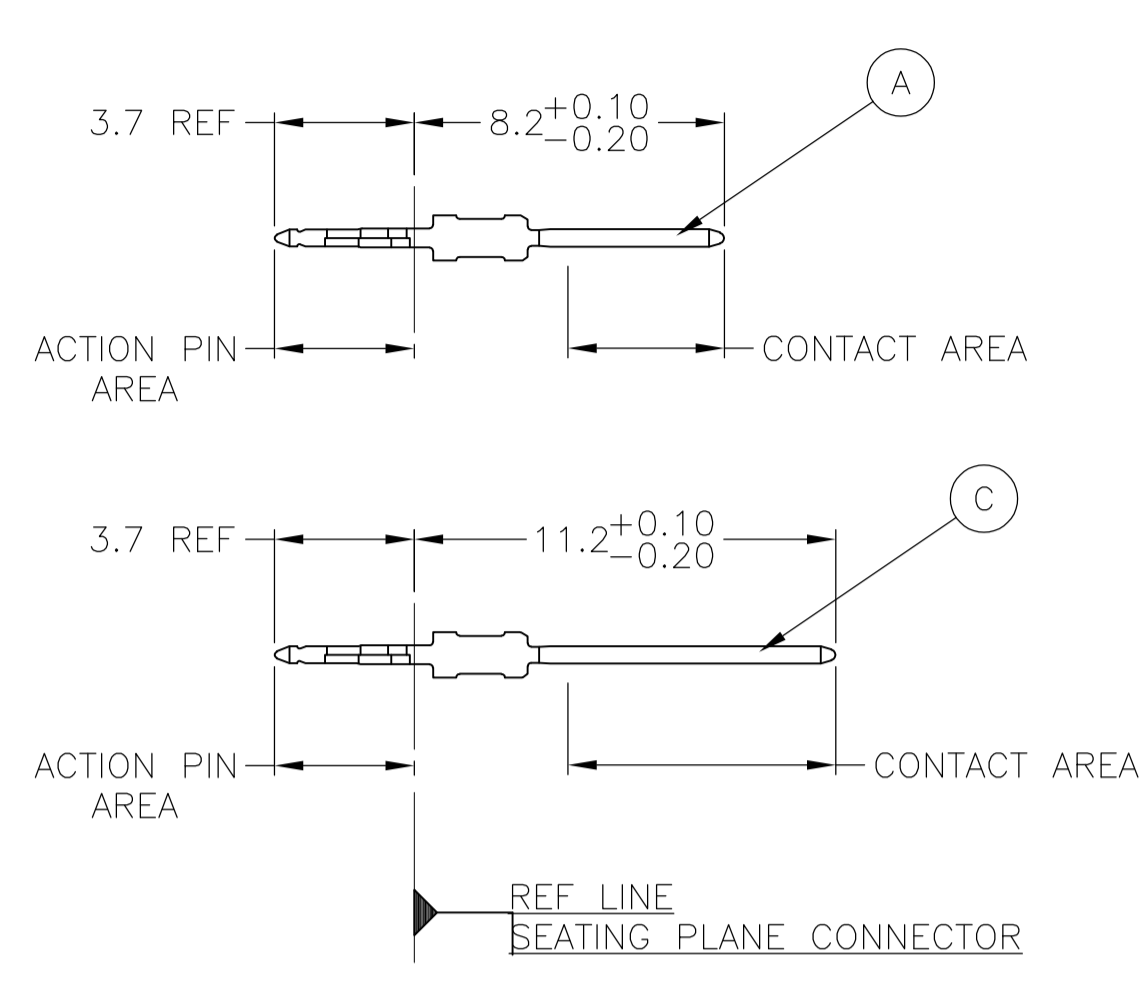 A
3.7 REF
8.2 +0.10
-0.20
ACTION PIN
AREA
CONTACT AREA
C
3.7 REF
11.2 +0.10
-0.20
ACTION PIN
AREA
CONTACT AREA
REF LINE
SEATING PLANE CONNECTOR